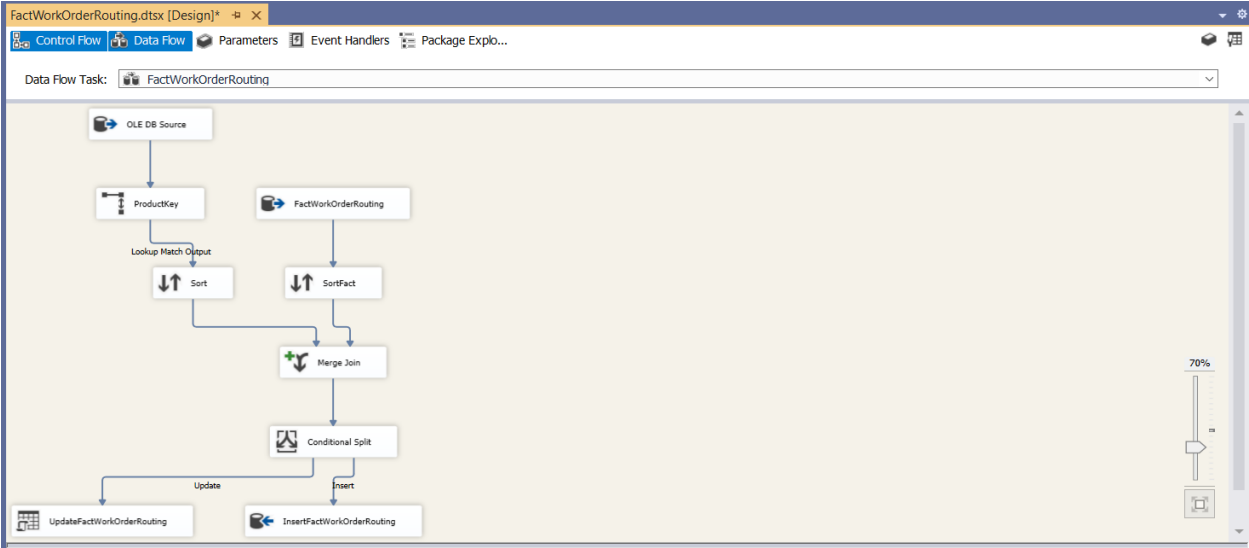 FactWorkOrderRouting.dtsx [Design]*
Control Flow Data Flow Parameters Event Handlers Package Explo...
Data Flow Task: FactWorkOrderRouting
OLE DB Source
ProductKey
FactWorkOrderRouting
Lookup Match Output
Sort
SortFact
Merge Join
70%
Conditional Split
Update
Insert
UpdateFactWorkOrderRouting
InsertFactWorkOrderRouting